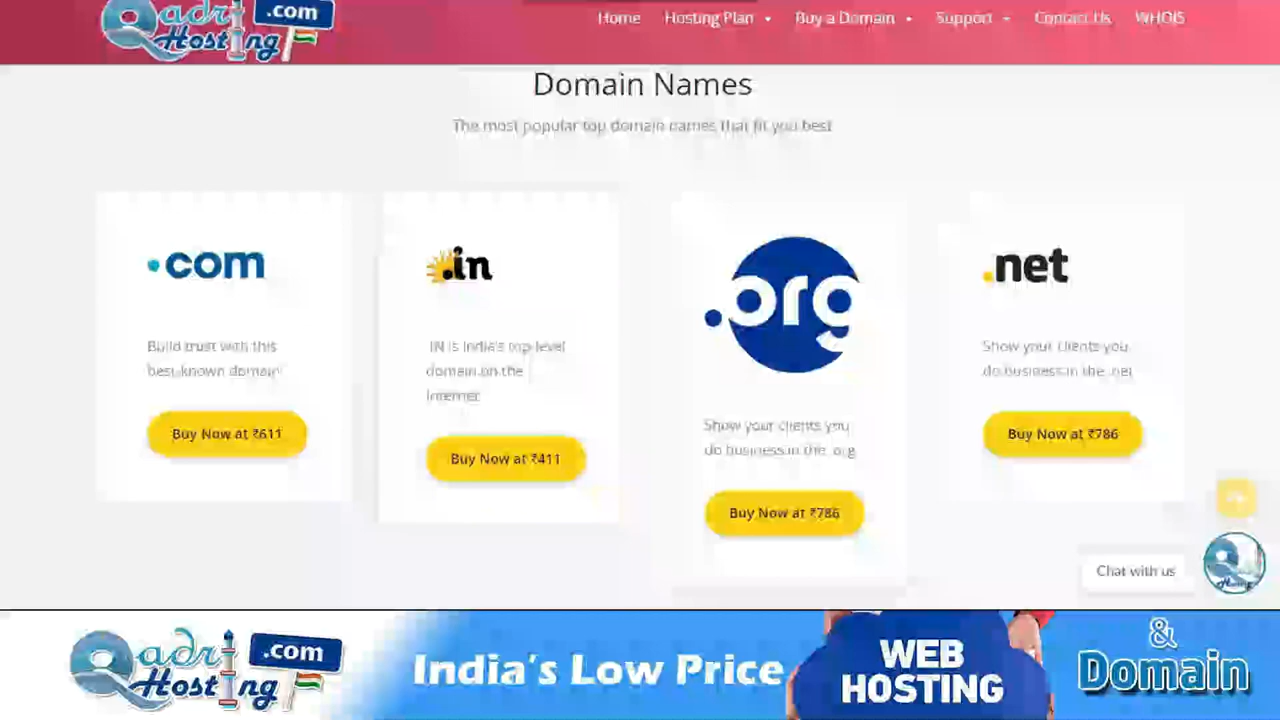 Qadri
.com
Hosting
Home Hosting Plan Buy a Domain Support Contact Us WHOIS
Domain Names
The most popular top domain names that fit you best
.com
Build trust with this
best-known domain
Buy Now at ₹611
.in
.IN is India's top-level
domain on the
Internet
Buy Now at ₹411
.org
Show your clients you
do business in the .org
Buy Now at ₹786
.net
Show your clients you
do business in the .net
Buy Now at ₹786
Chat with us
Qadri
.com
Hosting
India's Low Price
WEB
HOSTING
&
Domain